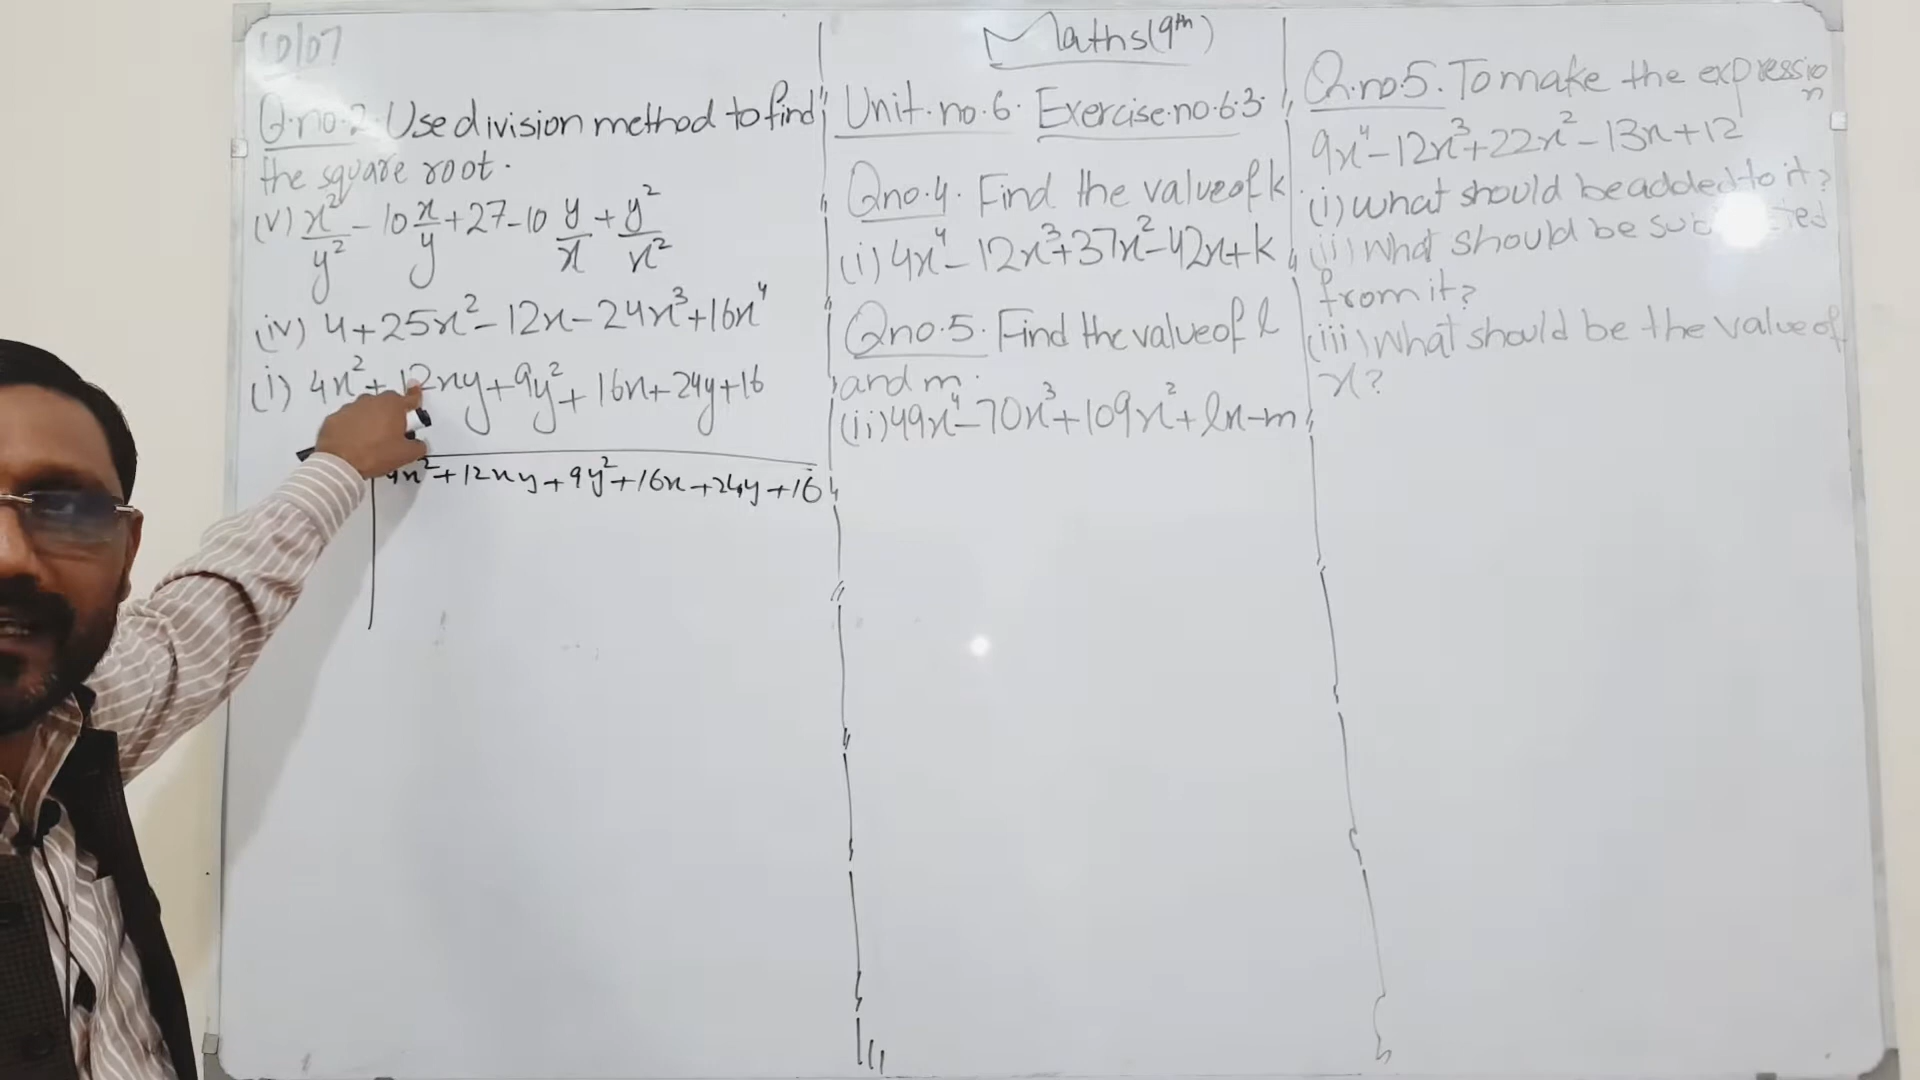 10/07
Q.no.2. Use division method to find
the square root.
(v) x²/y² - 10 x/y + 27 - 10 y/x + y²/x²
(iv) 4+25x²-12x-24x³+16x⁴
(i) 4x²+12xy+9y²+16x+24y+16
4x²+12xy+9y²+16x+24y+16
Maths(9th)
Unit.no.6. Exercise.no.6.3.
Qno.4. Find the value of k
(i) 4x⁴-12x³+37x²-42x+k
Qno.5. Find the value of l
and m.
(ii) 49x⁴-70x³+109x²+lx-m
Q.no.5. To make the expression
9x⁴-12x³+22x²-13x+12
(i) what should be added to it?
(ii) What should be subtracted
from it?
(iii) What should be the value of
x?